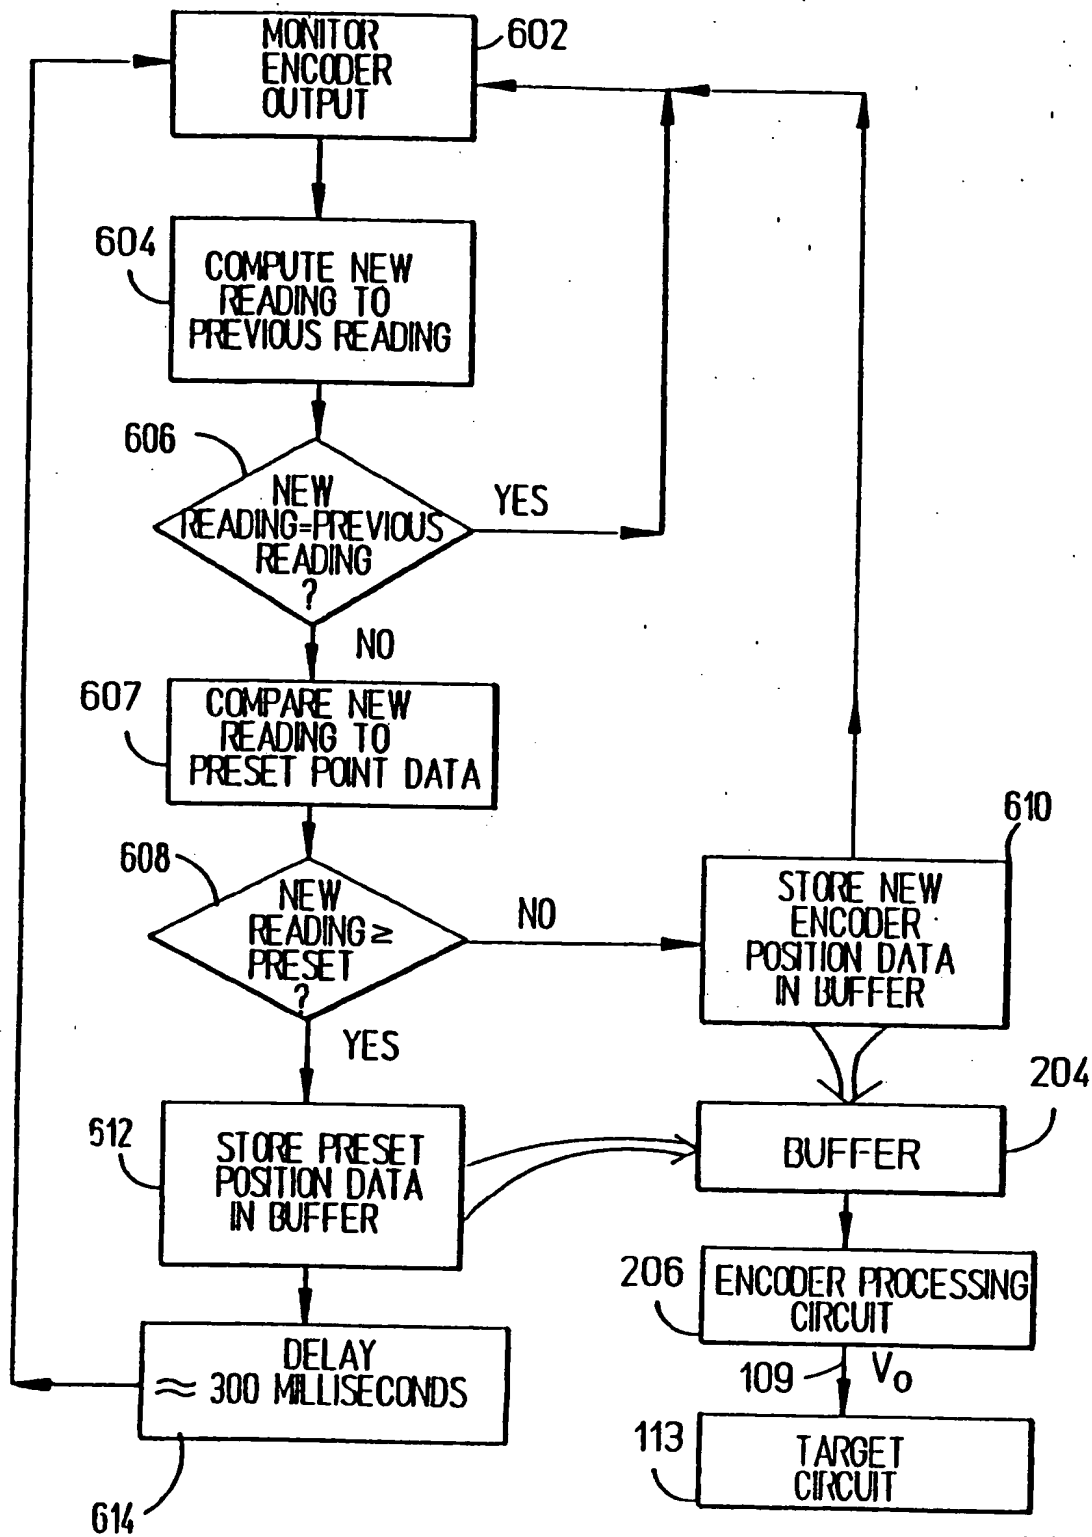 MONITOR
ENCODER
OUTPUT
602
604
COMPUTE NEW
READING TO
PREVIOUS READING
606
NEW
READING=PREVIOUS
READING
?
YES
NO
607
COMPARE NEW
READING TO
PRESET POINT DATA
608
NEW
READING ≥
PRESET
?
NO
YES
610
STORE NEW
ENCODER
POSITION DATA
IN BUFFER
612
STORE PRESET
POSITION DATA
IN BUFFER
204
BUFFER
206
ENCODER PROCESSING
CIRCUIT
109
Vo
DELAY
≈ 300 MILLISECONDS
614
113
TARGET
CIRCUIT